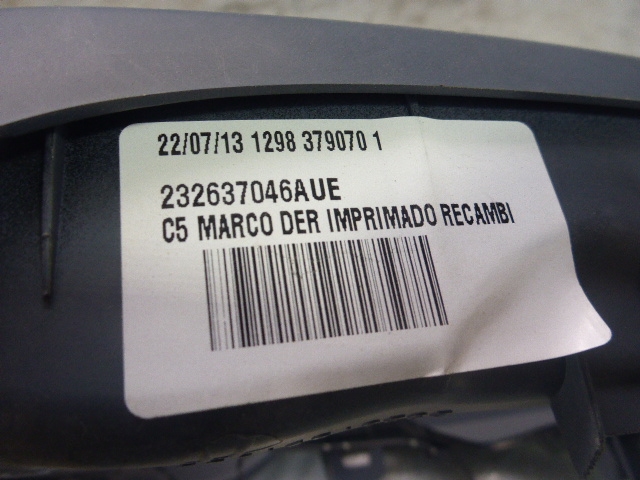 22/07/13 1298 379070 1
232637046AUE
C5 MARCO DER IMPRIMADO RECAMBI